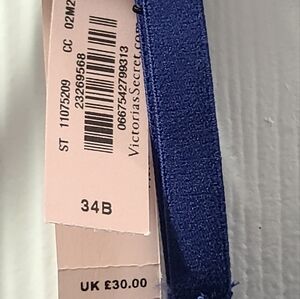 ST 11075209 CC 02M2
23269568
0667542799313
VictoriasSecret.com
34B
UK £30.00